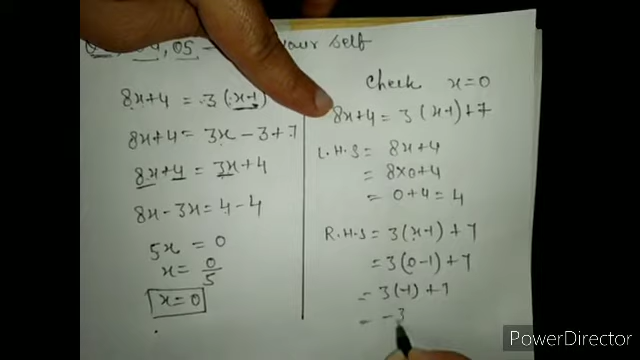 04, 05 - your self
8x+4 = 3(x-1)
8x+4 = 3x-3+7
8x+4 = 3x+4
8x-3x = 4-4
5x = 0
x = 0/5
x=0
Check x=0
8x+4 = 3(x-1)+7
L.H.S = 8x+4
= 8×0+4
= 0+4 = 4
R.H.S = 3(x-1)+7
= 3(0-1)+7
= 3(-1)+7
= -3
PowerDirector